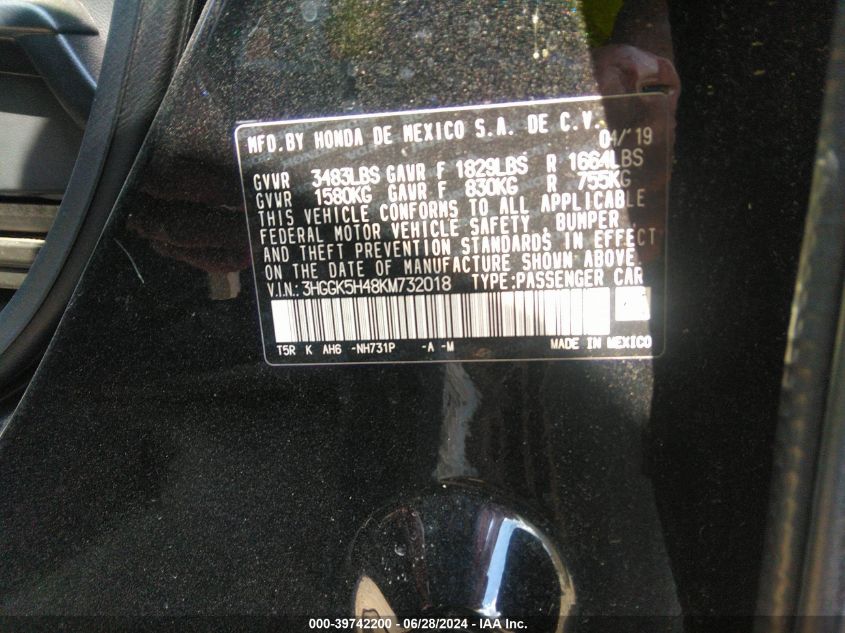 MFD.BY HONDA DE MEXICO S.A. DE C.V.
04/'19
GVWR 3483LBS GAWR F 1829LBS R 1664LBS
GVWR 1580KG GAWR F 830KG R 755KG
THIS VEHICLE CONFORMS TO ALL APPLICABLE
FEDERAL MOTOR VEHICLE SAFETY, BUMPER,
AND THEFT PREVENTION STANDARDS IN EFFECT
ON THE DATE OF MANUFACTURE SHOWN ABOVE.
V.I.N.: 3HGGK5H48KM732018 TYPE:PASSENGER CAR
T5R K AH6 -NH731P -A -M MADE IN MEXICO
000-39742200 - 06/28/2024 - IAA Inc.